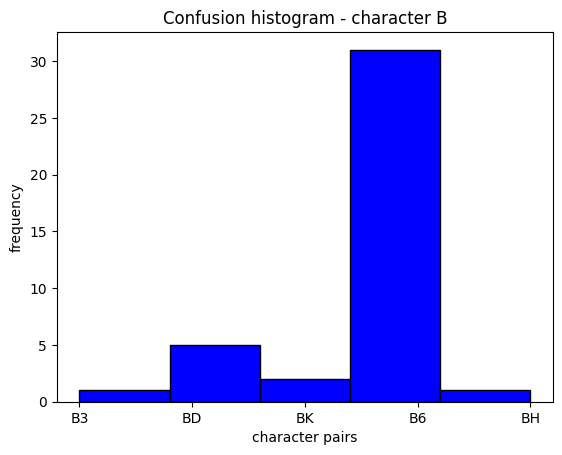 Confusion histogram - character B
frequency
30
25
20
15
10
5
0
B3 BD BK B6 BH
character pairs